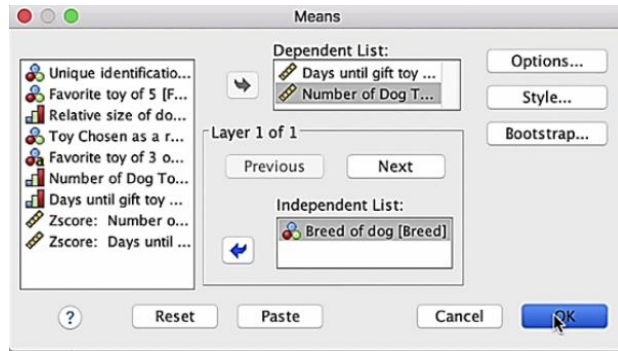 Means
Unique identificatio...
Favorite toy of 5 [F...
Relative size of do...
Toy Chosen as a r...
Favorite toy of 3 o...
Number of Dog To...
Days until gift toy ...
Zscore: Number o...
Zscore: Days until ...
Dependent List:
Days until gift toy ...
Number of Dog T...
Layer 1 of 1
Previous
Next
Independent List:
Breed of dog [Breed]
Options...
Style...
Bootstrap...
?
Reset
Paste
Cancel
OK